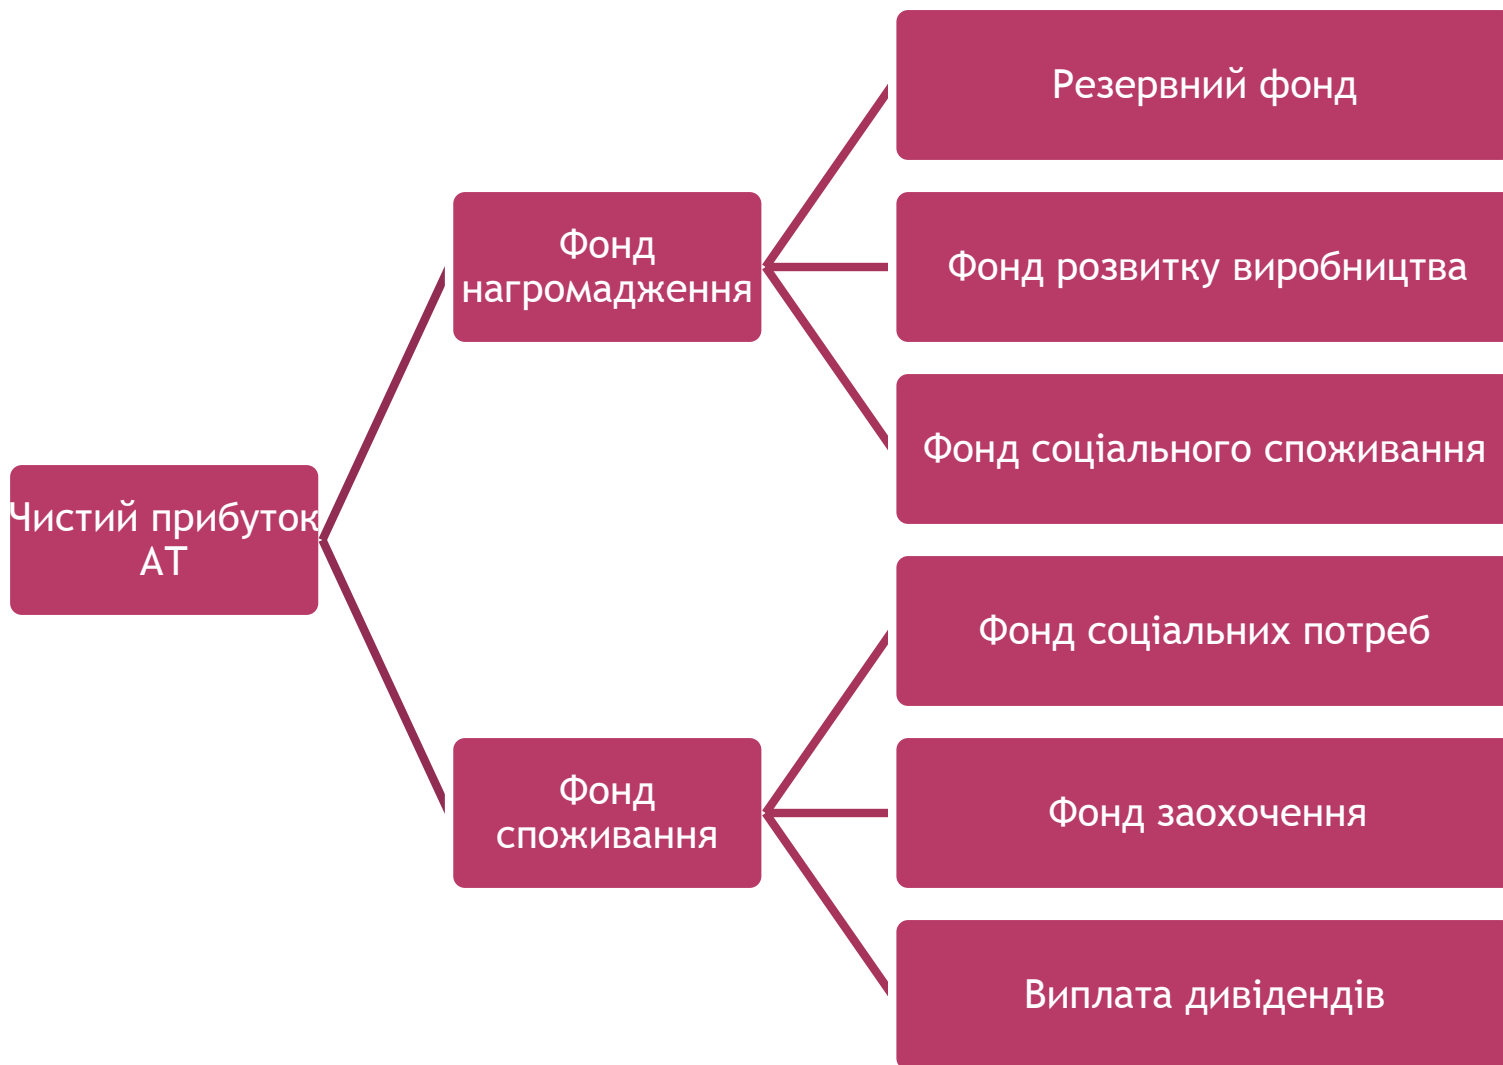 Чистий прибуток
АТ
Фонд
нагромадження
Резервний фонд
Фонд розвитку виробництва
Фонд соціального споживання
Фонд
споживання
Фонд соціальних потреб
Фонд заохочення
Виплата дивідендів